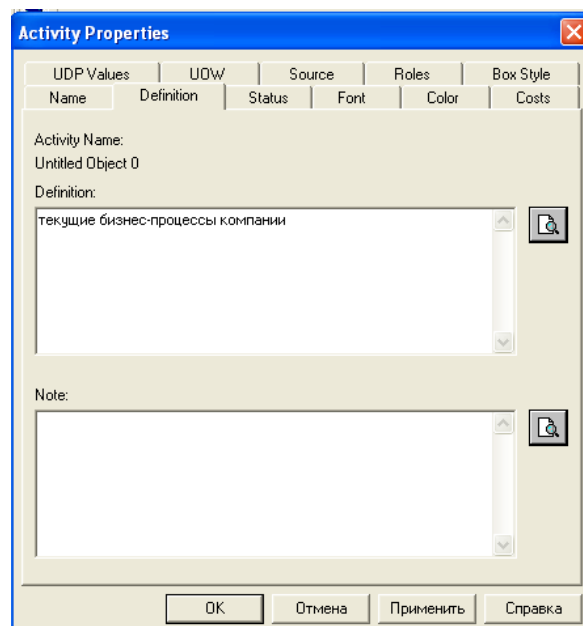 Activity Properties
UDP Values UOW Source Roles Box Style
Name Definition Status Font Color Costs
Activity Name:
Untitled Object 0
Definition:
текущие бизнес-процессы компании
Note:
OK Отмена Применить Справка